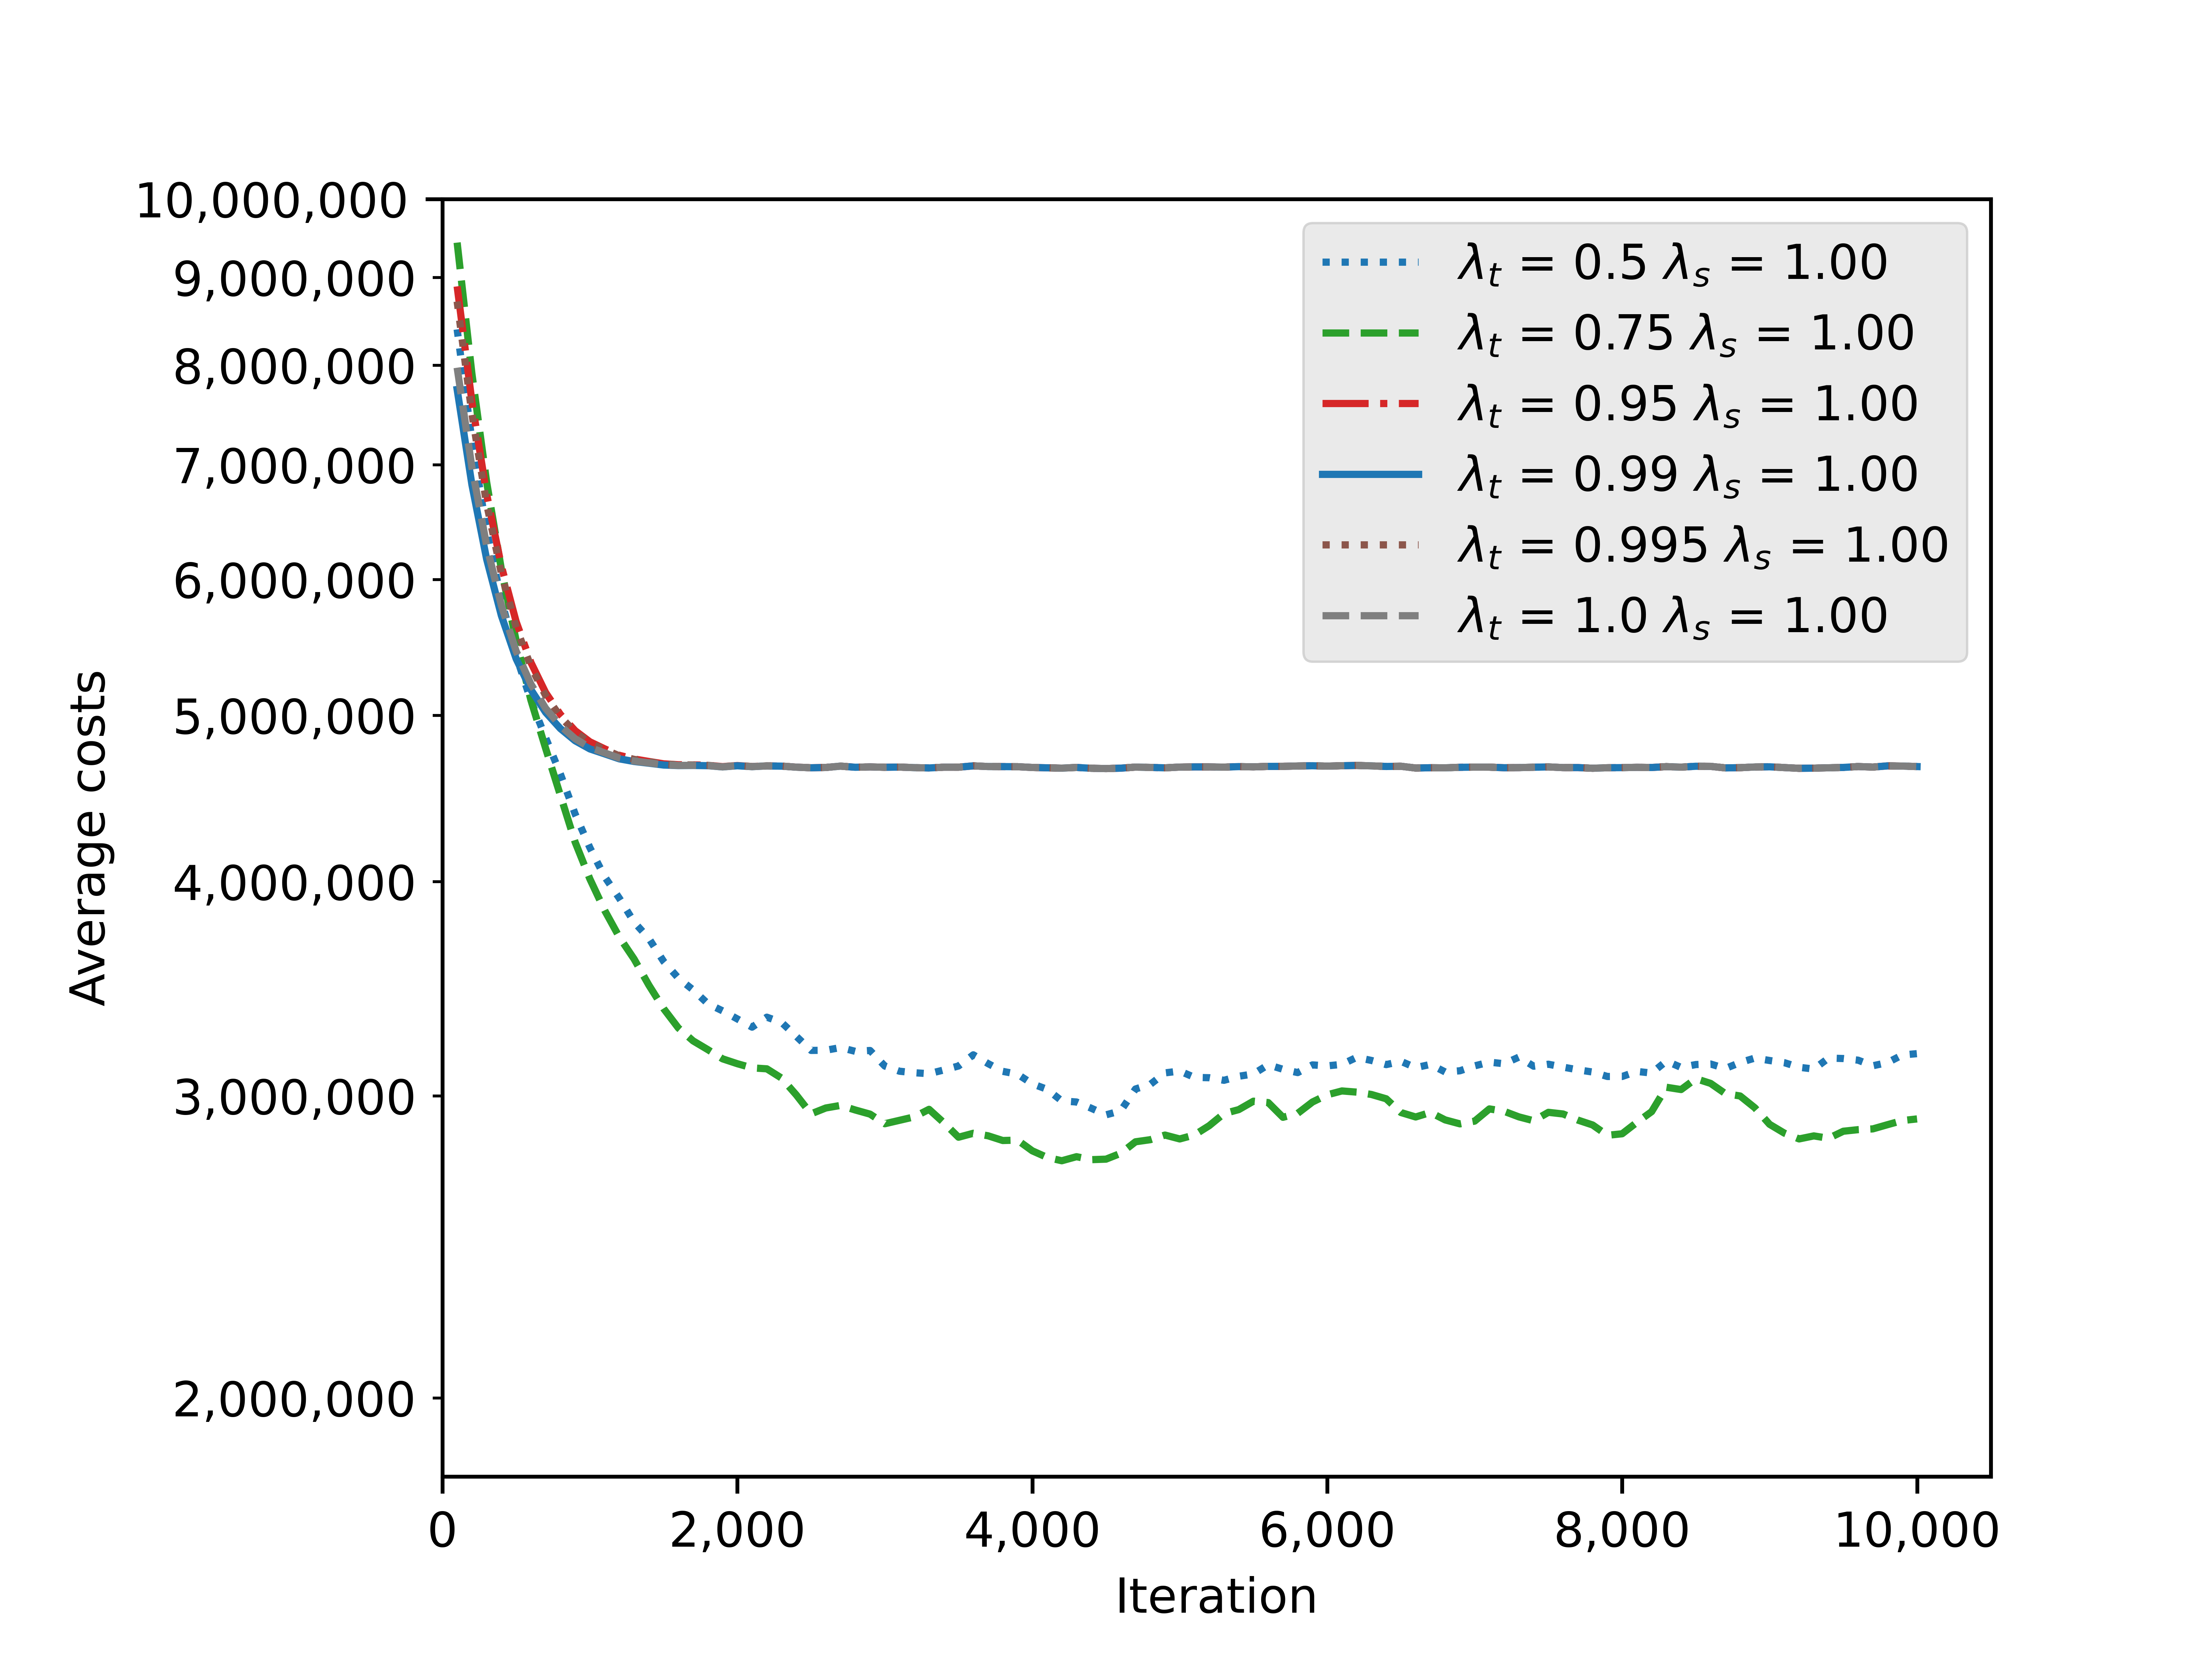 10,000,000
9,000,000
8,000,000
7,000,000
6,000,000
5,000,000
4,000,000
3,000,000
2,000,000
Average costs
λt = 0.5 λs = 1.00
λt = 0.75 λs = 1.00
λt = 0.95 λs = 1.00
λt = 0.99 λs = 1.00
λt = 0.995 λs = 1.00
λt = 1.0 λs = 1.00
0 2,000 4,000 6,000 8,000 10,000
Iteration